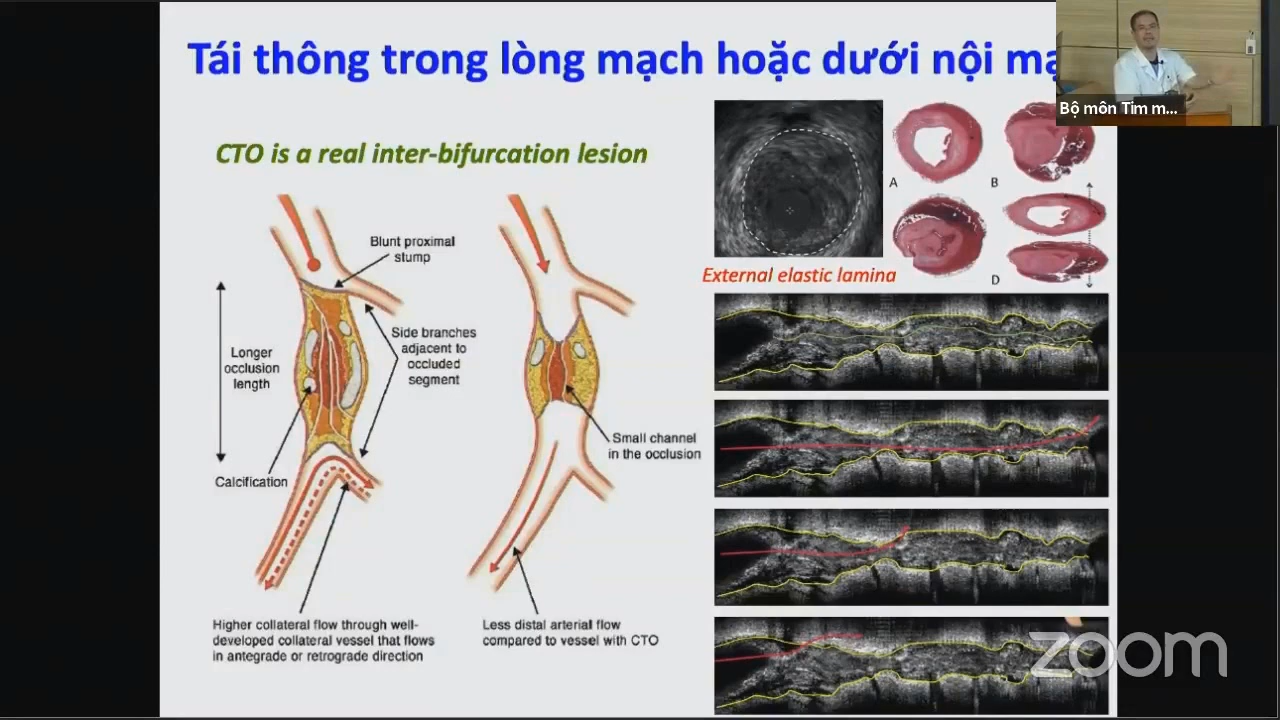 Tái thông trong lòng mạch hoặc dưới nội
Bộ môn Tim m...
CTO is a real inter-bifurcation lesion
Blunt proximal
stump
Longer
occlusion
length
Side branches
adjacent to
occluded
segment
Calcification
Small channel
in the occlusion
Higher collateral flow through well-
developed collateral vessel that flows
in antegrade or retrograde direction
Less distal arterial flow
compared to vessel with CTO
A
B
D
External elastic lamina
zoom